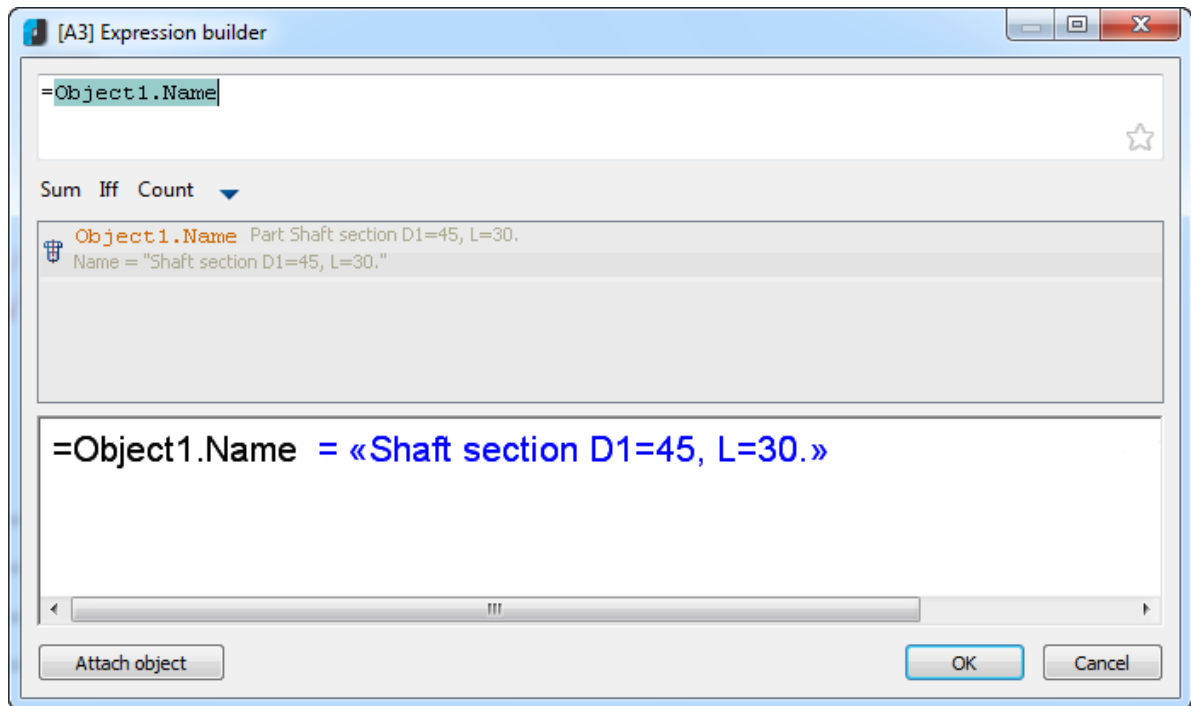 [A3] Expression builder
=Object1.Name
Sum Iff Count
Object1.Name Part Shaft section D1=45, L=30.
Name = "Shaft section D1=45, L=30."
=Object1.Name = «Shaft section D1=45, L=30.»
Attach object OK Cancel